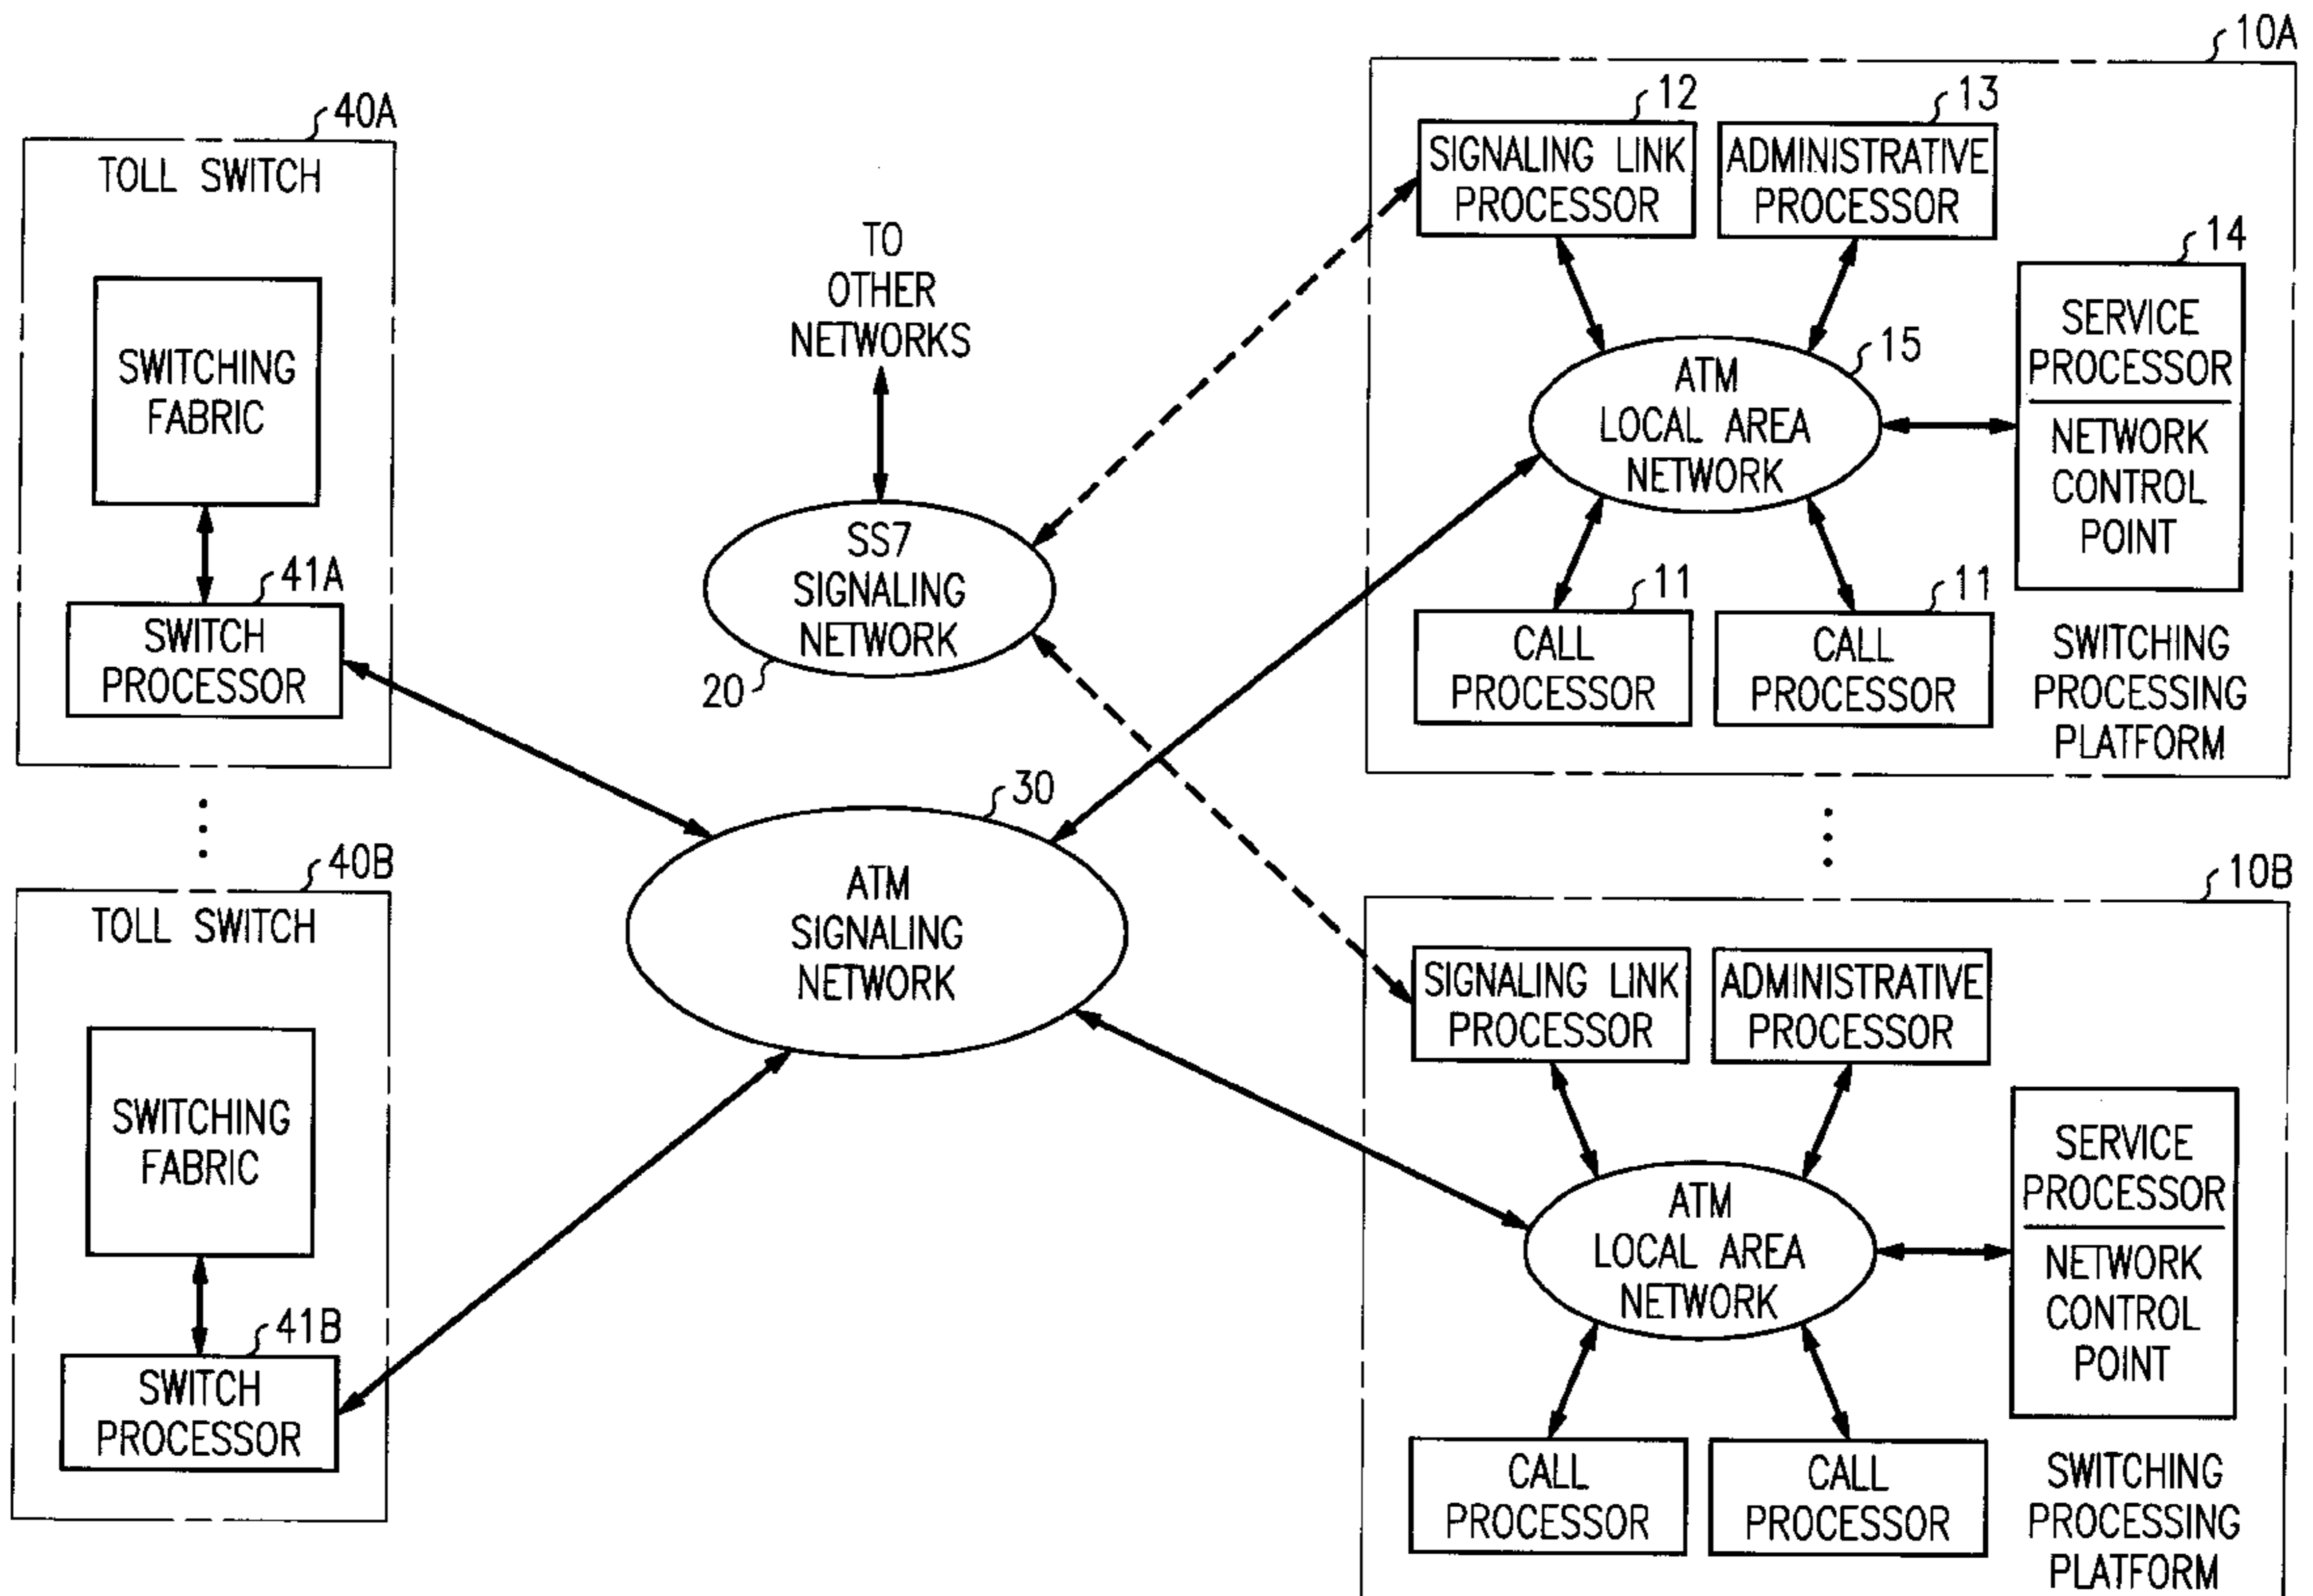 40A
TOLL SWITCH
SWITCHING
FABRIC
41A
SWITCH
PROCESSOR
40B
TOLL SWITCH
SWITCHING
FABRIC
41B
SWITCH
PROCESSOR
TO
OTHER
NETWORKS
SS7
SIGNALING
NETWORK
20
30
ATM
SIGNALING
NETWORK
10A
12
SIGNALING LINK
PROCESSOR
13
ADMINISTRATIVE
PROCESSOR
14
SERVICE
PROCESSOR
NETWORK
CONTROL
POINT
15
ATM
LOCAL AREA
NETWORK
11
CALL
PROCESSOR
11
CALL
PROCESSOR
SWITCHING
PROCESSING
PLATFORM
10B
SIGNALING LINK
PROCESSOR
ADMINISTRATIVE
PROCESSOR
SERVICE
PROCESSOR
NETWORK
CONTROL
POINT
ATM
LOCAL AREA
NETWORK
CALL
PROCESSOR
CALL
PROCESSOR
SWITCHING
PROCESSING
PLATFORM